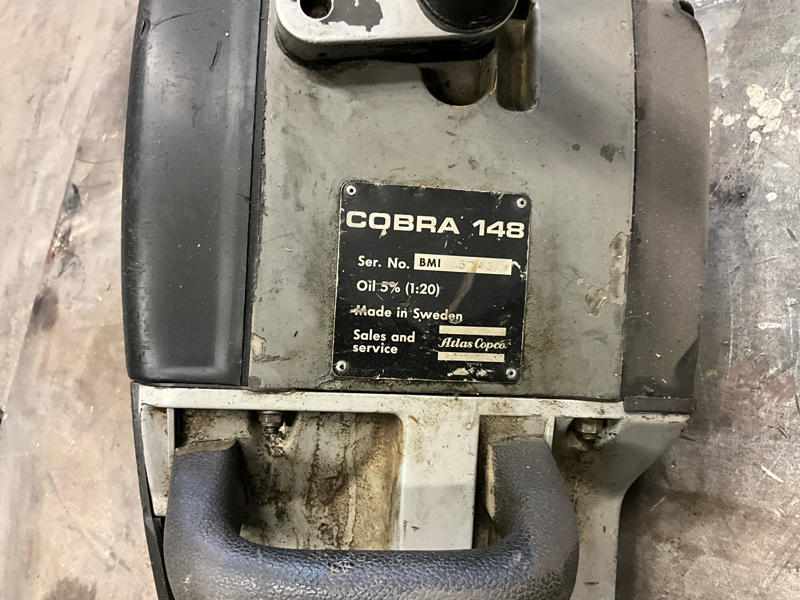 COBRA 148
Ser. No. BMI
Oil 5% (1:20)
Made in Sweden
Sales and
service
Atlas Copco